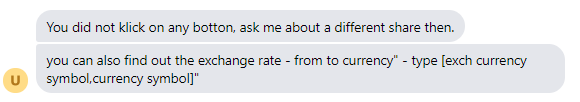 You did not klick on any botton, ask me about a different share then.
you can also find out the exchange rate - from to currency" - type [exch currency
symbol,currency symbol]"
U